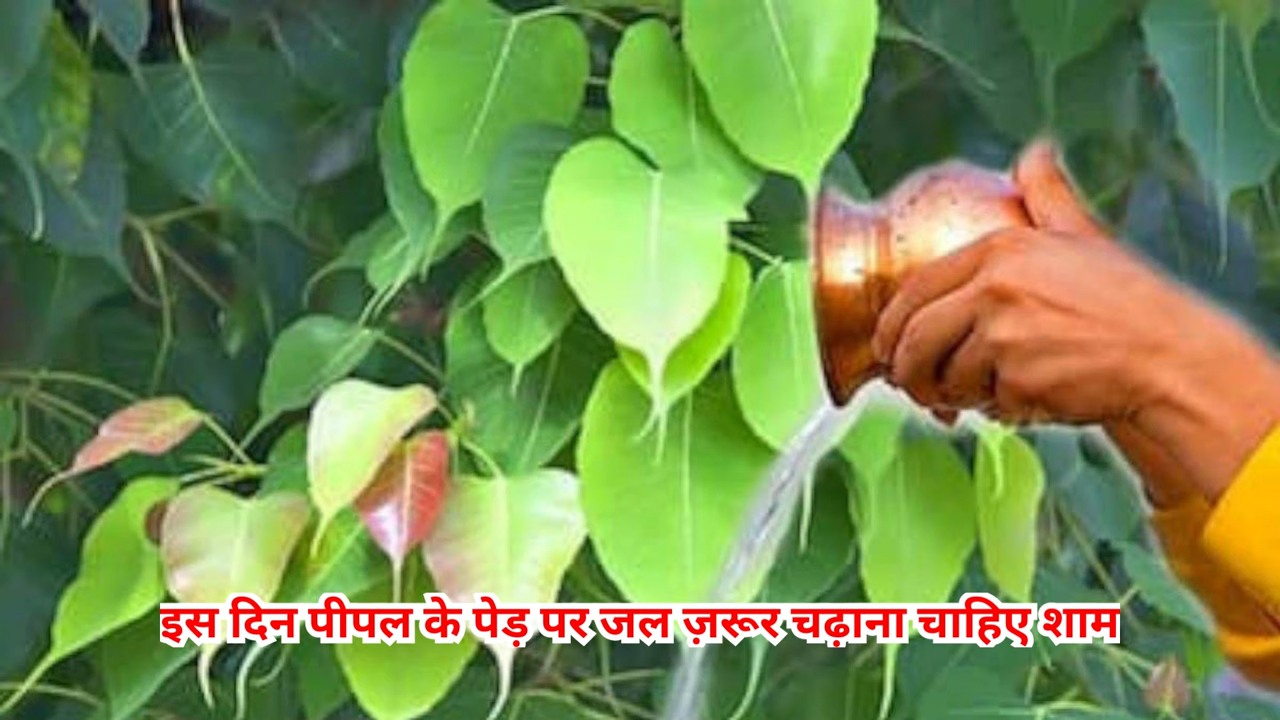 इस दिन पीपल के पेड़ पर जल ज़रूर चढ़ाना चाहिए शाम